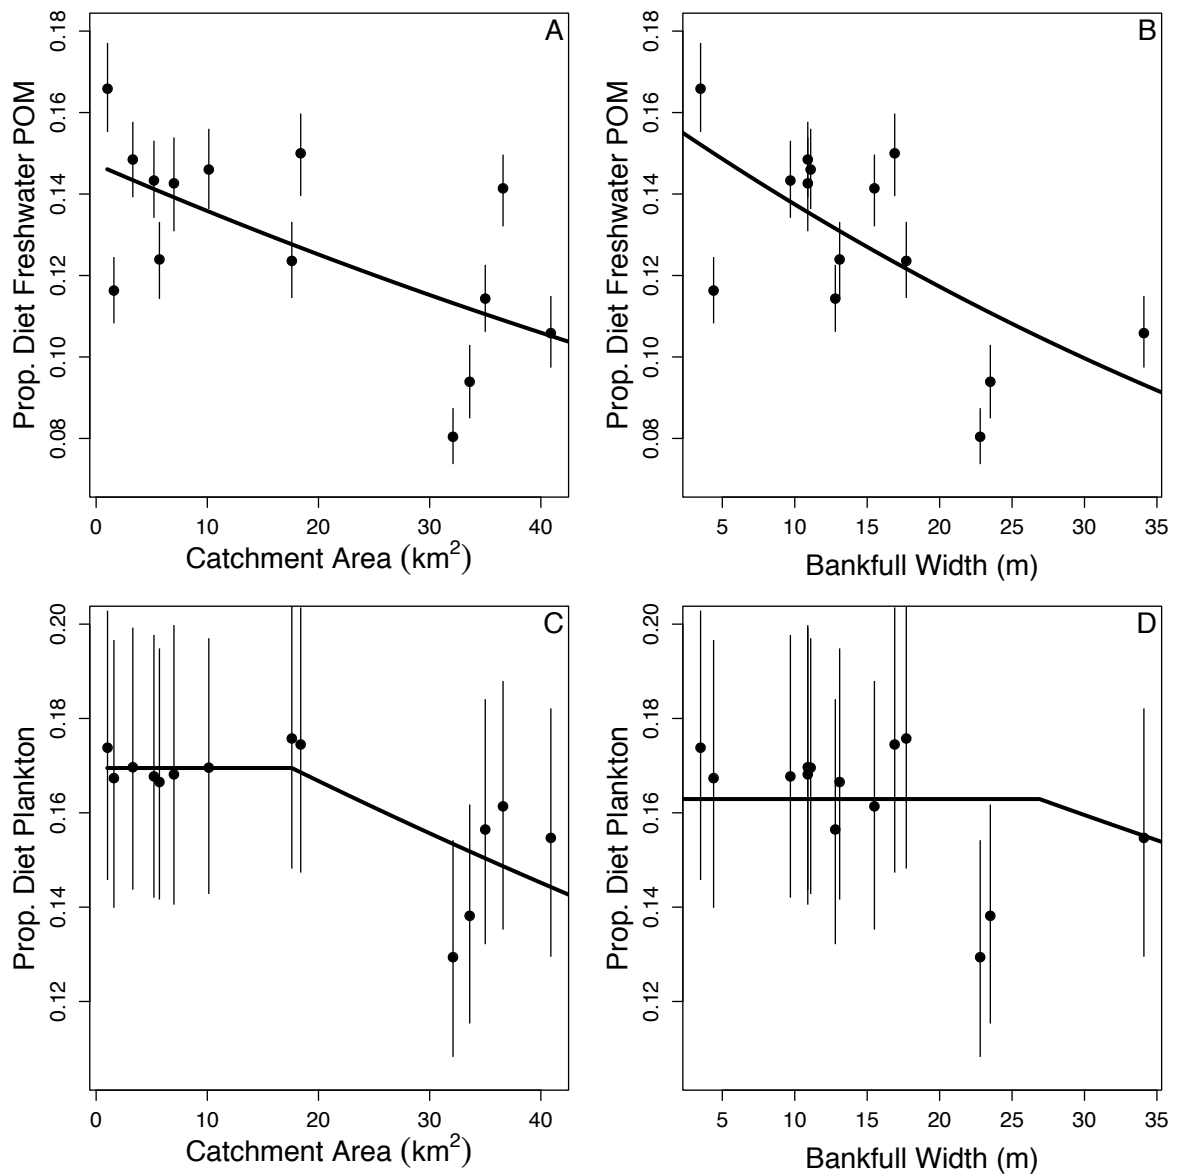 A
Prop. Diet Freshwater POM
0.18
0.16
0.14
0.12
0.10
0.08
0 10 20 30 40
Catchment Area (km²)
B
Prop. Diet Freshwater POM
0.18
0.16
0.14
0.12
0.10
0.08
5 10 15 20 25 30 35
Bankfull Width (m)
C
Prop. Diet Plankton
0.20
0.18
0.16
0.14
0.12
0 10 20 30 40
Catchment Area (km²)
D
Prop. Diet Plankton
0.20
0.18
0.16
0.14
0.12
5 10 15 20 25 30 35
Bankfull Width (m)